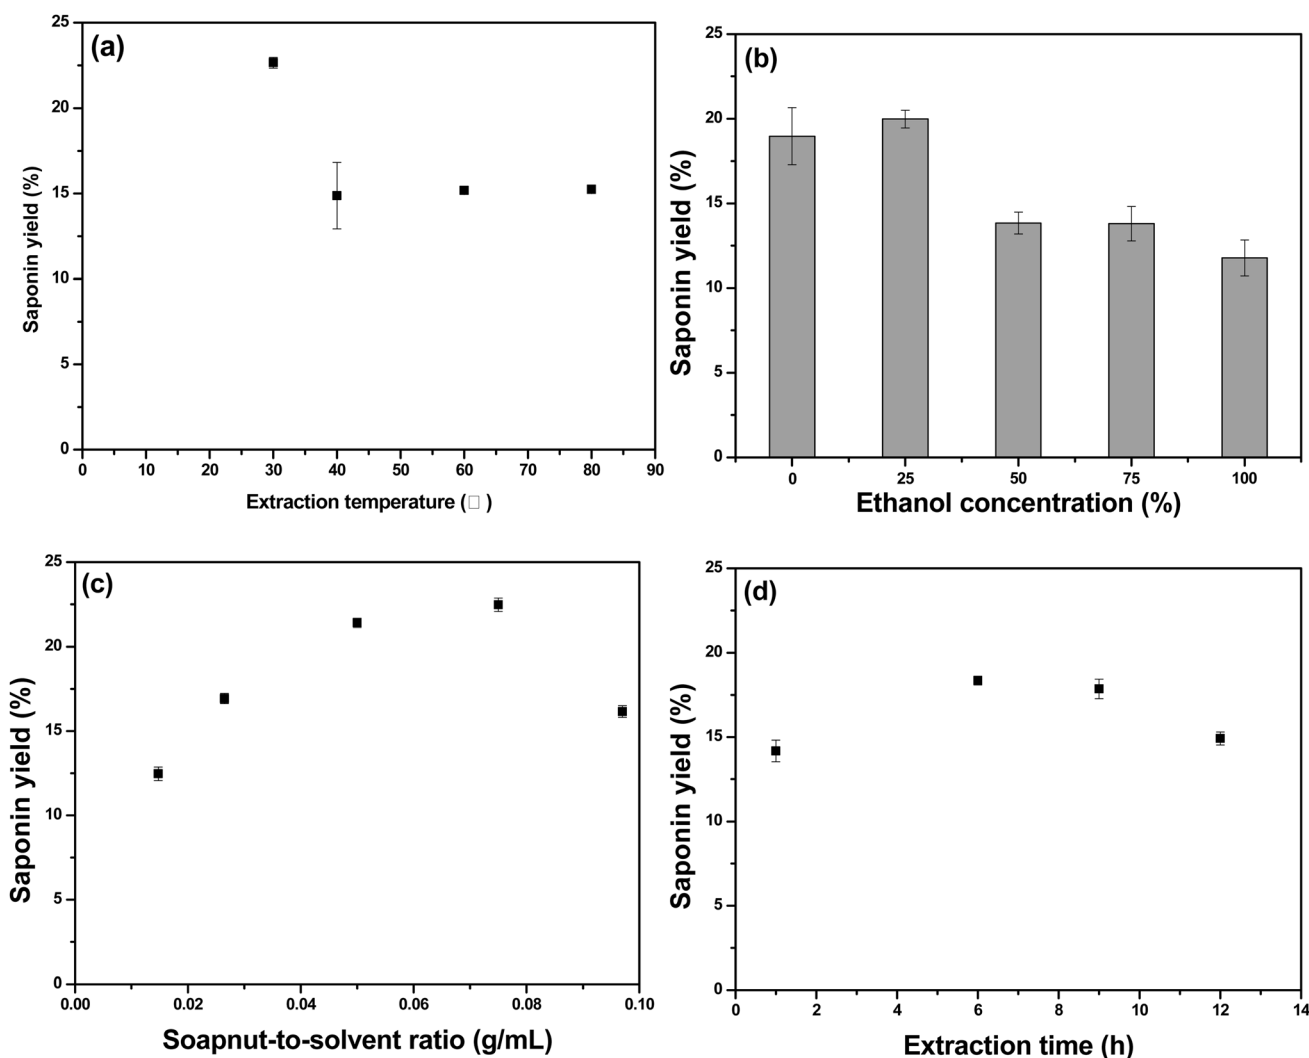 (a)
25
20
15
10
5
0
Saponin yield (%)
0 10 20 30 40 50 60 70 80 90
Extraction temperature (□ )
(b)
25
20
15
10
5
0
Saponin yield (%)
0 25 50 75 100
Ethanol concentration (%)
(c)
25
20
15
10
5
0
Saponin yield (%)
0.00 0.02 0.04 0.06 0.08 0.10
Soapnut-to-solvent ratio (g/mL)
(d)
25
20
15
10
5
0
Saponin yield (%)
0 2 4 6 8 10 12 14
Extraction time (h)